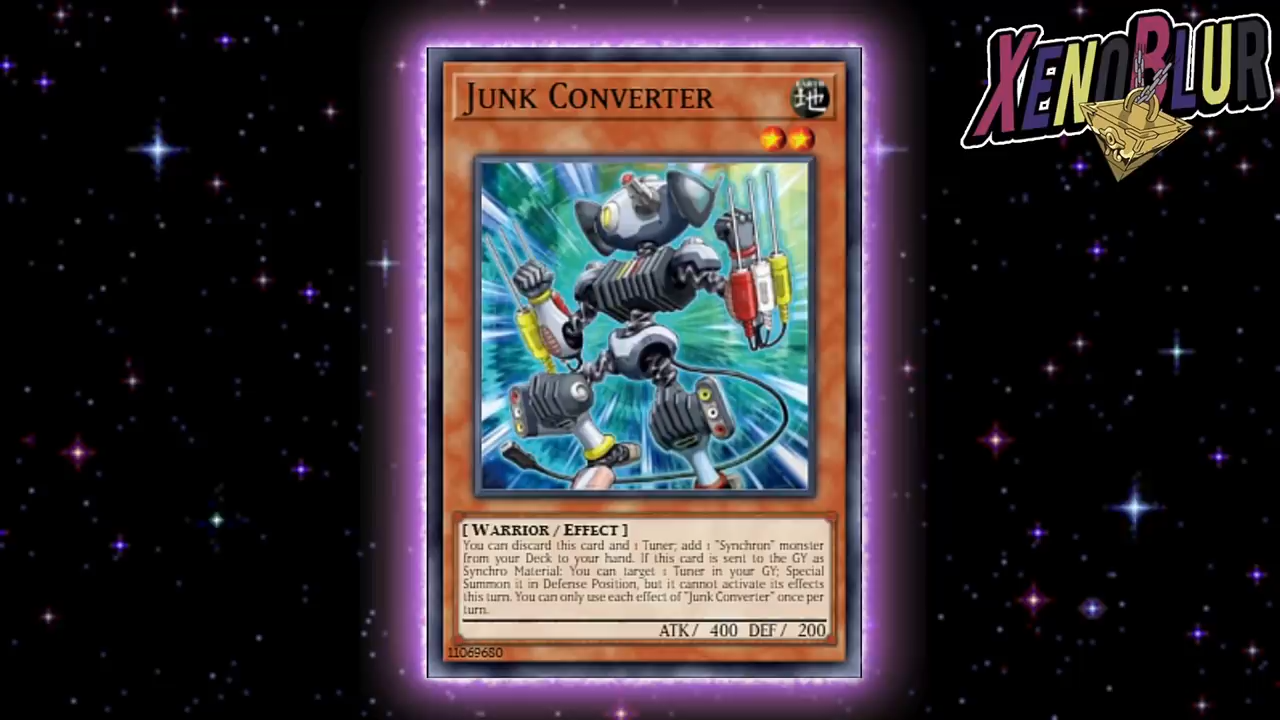 XENOBLUR
JUNK CONVERTER
EARTH
地
[ WARRIOR / EFFECT ]
You can discard this card and 1 Tuner; add 1 "Synchron" monster
from your Deck to your hand. If this card is sent to the GY as
Synchro Material: You can target 1 Tuner in your GY; Special
Summon it in Defense Position, but it cannot activate its effects
this turn. You can only use each effect of "Junk Converter" once per
turn.
ATK / 400 DEF / 200
11069680